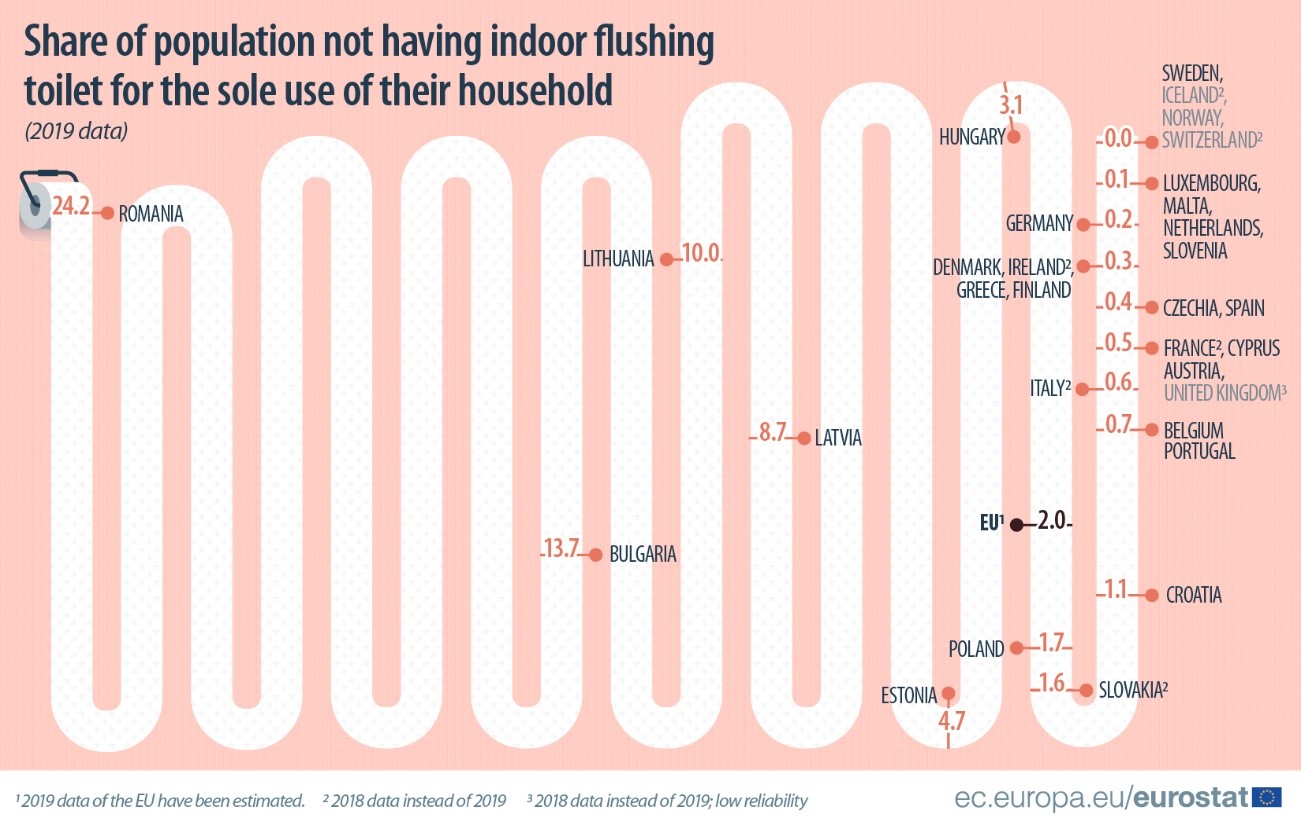 Share of population not having indoor flushing
toilet for the sole use of their household
(2019 data)
24.2 ROMANIA
LITHUANIA 10.0
13.7 BULGARIA
8.7 LATVIA
ESTONIA
4.7
3.1
HUNGARY
EU¹ 2.0
POLAND 1.7
1.6 SLOVAKIA²
1.1 CROATIA
0.7 BELGIUM
PORTUGAL
ITALY² 0.6
0.5 FRANCE², CYPRUS
AUSTRIA,
UNITED KINGDOM³
0.4 CZECHIA, SPAIN
DENMARK, IRELAND², 0.3
GREECE, FINLAND
GERMANY 0.2
0.1 LUXEMBOURG,
MALTA,
NETHERLANDS,
SLOVENIA
SWEDEN,
ICELAND²,
NORWAY,
0.0 SWITZERLAND²
¹ 2019 data of the EU have been estimated. ² 2018 data instead of 2019 ³ 2018 data instead of 2019; low reliability
ec.europa.eu/eurostat